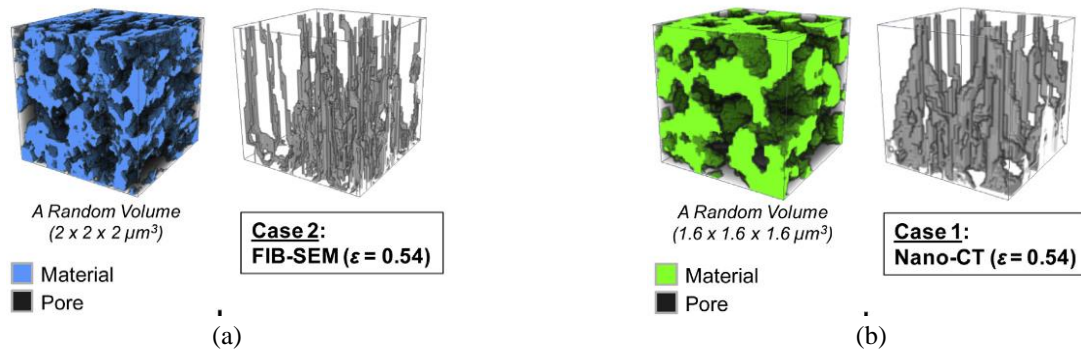 A Random Volume
(2 x 2 x 2 μm³)
Case 2:
FIB-SEM (ε = 0.54)
Material
Pore
(a)
A Random Volume
(1.6 x 1.6 x 1.6 μm³)
Case 1:
Nano-CT (ε = 0.54)
Material
Pore
(b)